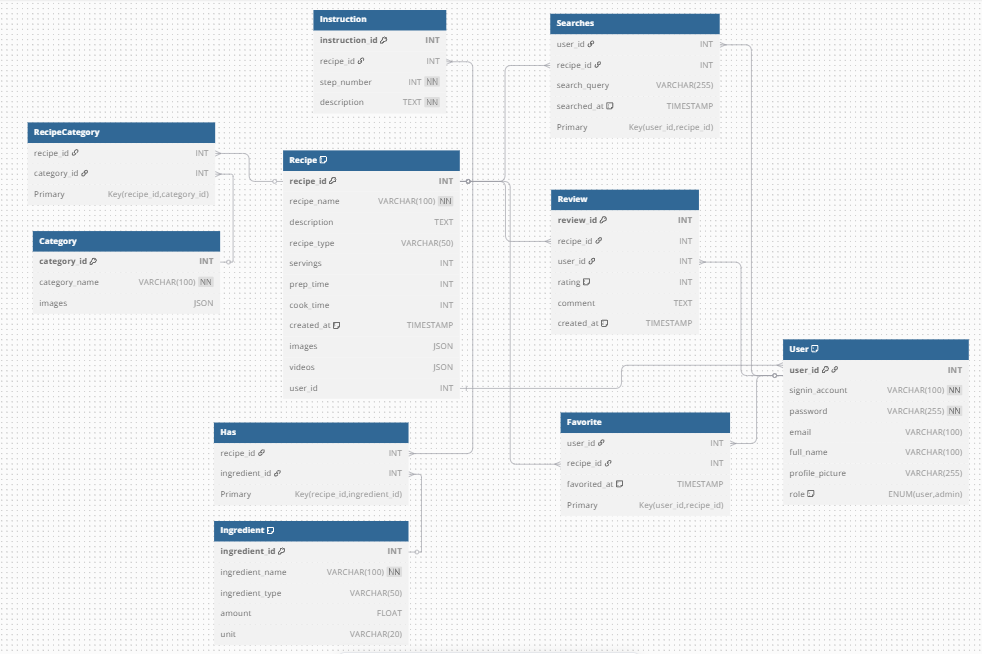 Instruction
instruction_id INT
recipe_id INT
step_number INT NN
description TEXT NN
Searches
user_id INT
recipe_id INT
search_query VARCHAR(255)
searched_at TIMESTAMP
Primary Key(user_id,recipe_id)
RecipeCategory
recipe_id INT
category_id INT
Primary Key(recipe_id,category_id)
Recipe
recipe_id INT
recipe_name VARCHAR(100) NN
description TEXT
recipe_type VARCHAR(50)
servings INT
prep_time INT
cook_time INT
created_at TIMESTAMP
images JSON
videos JSON
user_id INT
Category
category_id INT
category_name VARCHAR(100) NN
images JSON
Review
review_id INT
recipe_id INT
user_id INT
rating INT
comment TEXT
created_at TIMESTAMP
User
user_id INT
signin_account VARCHAR(100) NN
password VARCHAR(255) NN
email VARCHAR(100)
full_name VARCHAR(100)
profile_picture VARCHAR(255)
role ENUM(user,admin)
Has
recipe_id INT
ingredient_id INT
Primary Key(recipe_id,ingredient_id)
Favorite
user_id INT
recipe_id INT
favorited_at TIMESTAMP
Primary Key(user_id,recipe_id)
Ingredient
ingredient_id INT
ingredient_name VARCHAR(100) NN
ingredient_type VARCHAR(50)
amount FLOAT
unit VARCHAR(20)